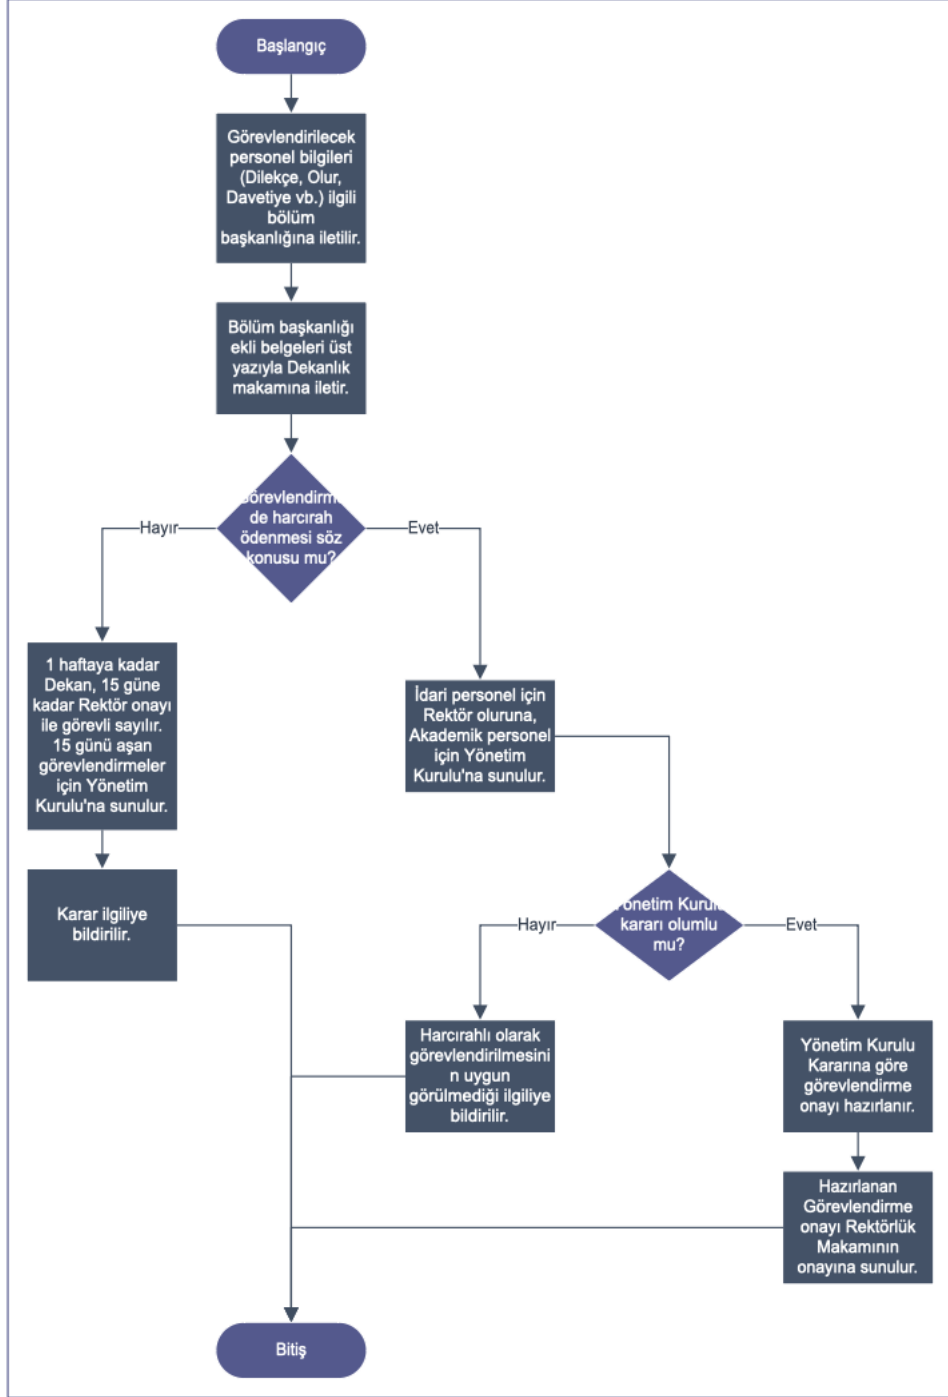 Başlangıç
Görevlendirilecek
personel bilgileri
(Dilekçe, Olur,
Davetiye vb.) ilgili
bölüm
başkanlığına iletilir.
Bölüm başkanlığı
ekli belgeleri üst
yazıyla Dekanlık
makamına iletir.
Görevlendirme
de harcırah
ödenmesi söz
konusu mu?
Hayır
Evet
1 haftaya kadar
Dekan, 15 güne
kadar Rektör onayı
ile görevli sayılır.
15 günü aşan
görevlendirmeler
için Yönetim
Kurulu'na sunulur.
İdari personel için
Rektör oluruna,
Akademik personel
için Yönetim
Kurulu'na sunulur.
Karar ilgiliye
bildirilir.
Yönetim Kurulu
kararı olumlu
mu?
Hayır
Evet
Harcırahlı olarak
görevlendirilmesini
n uygun
görülmediği ilgiliye
bildirilir.
Yönetim Kurulu
Kararına göre
görevlendirme
onayı hazırlanır.
Hazırlanan
Görevlendirme
onayı Rektörlük
Makamının
onayına sunulur.
Bitiş